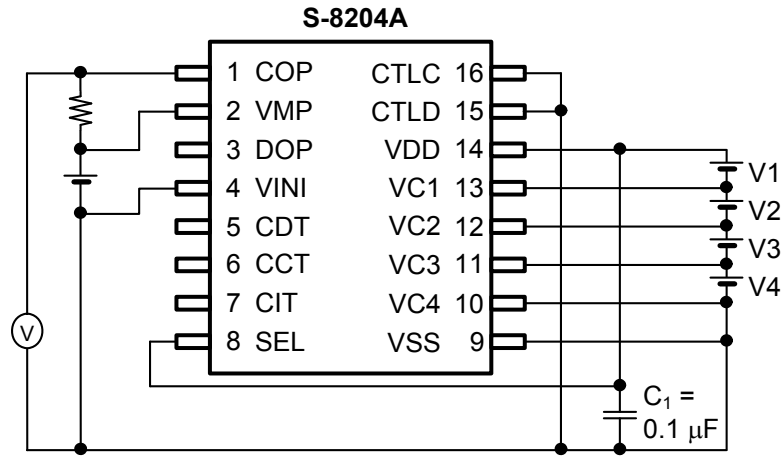 S-8204A
1 COP CTLC 16
2 VMP CTLD 15
3 DOP VDD 14
4 VINI VC1 13
5 CDT VC2 12
6 CCT VC3 11
7 CIT VC4 10
8 SEL VSS 9
V1
V2
V3
V4
V
C₁ =
0.1 μF